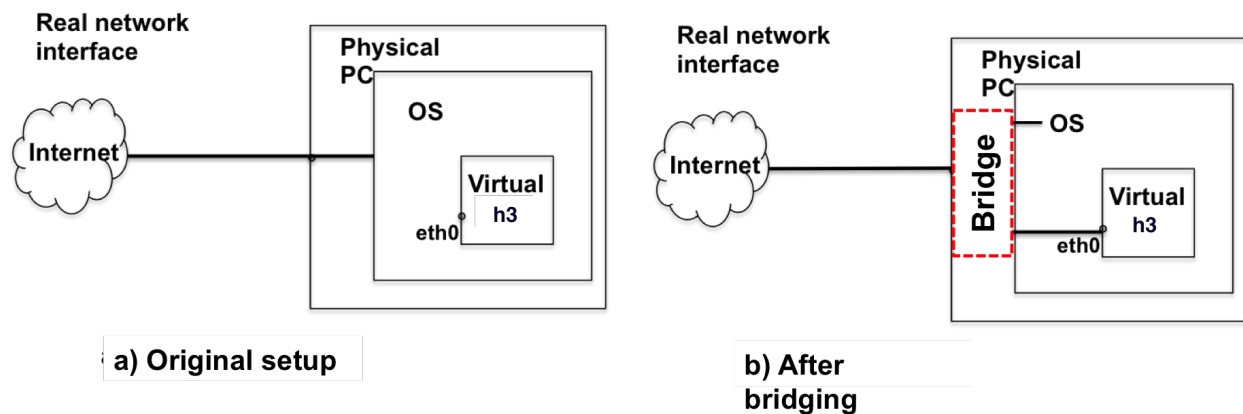 Real network
interface
Physical
PC
OS
Internet
Virtual
h3
eth0
a) Original setup
Real network
interface
Physical
PC
OS
Internet
Bridge
Virtual
h3
eth0
b) After
bridging